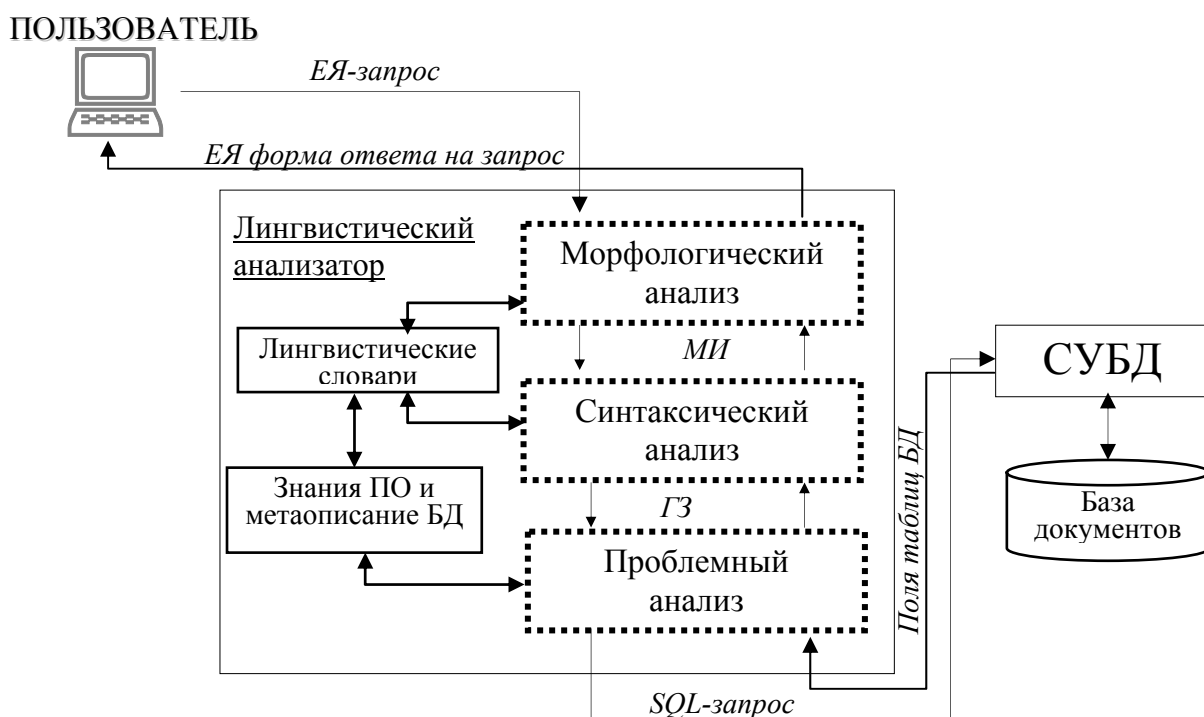 ПОЛЬЗОВАТЕЛЬ
ЕЯ-запрос
ЕЯ форма ответа на запрос
Лингвистический
анализатор
Морфологический
анализ
МИ
Лингвистические
словари
СУБД
Синтаксический
анализ
Поля таблиц БД
Знания ПО и
метаописание БД
ГЗ
База
документов
Проблемный
анализ
SQL-запрос